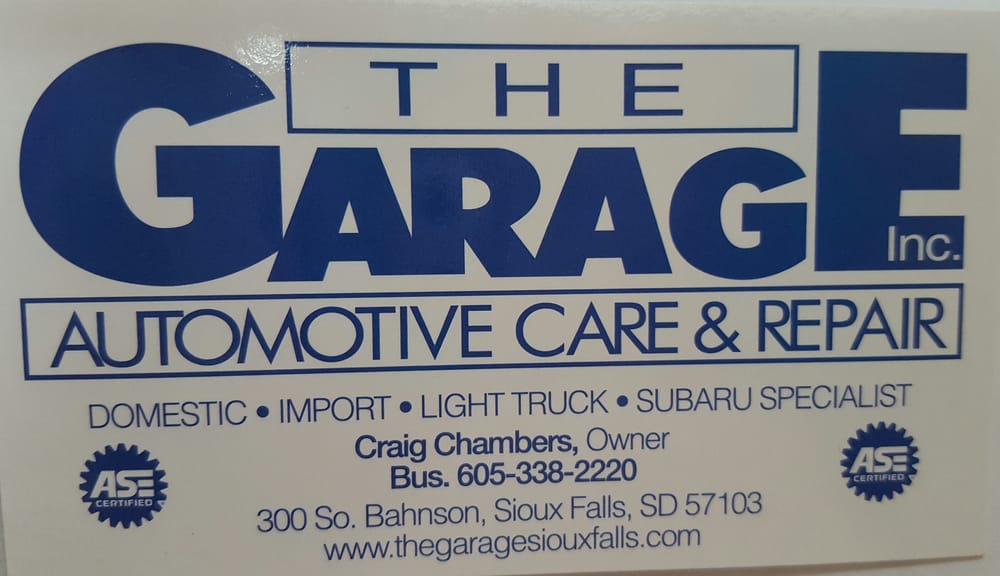 THE
GARAGE
Inc.
AUTOMOTIVE CARE & REPAIR
DOMESTIC • IMPORT • LIGHT TRUCK • SUBARU SPECIALIST
Craig Chambers, Owner
Bus. 605-338-2220
ASE
CERTIFIED
ASE
CERTIFIED
300 So. Bahnson, Sioux Falls, SD 57103
www.thegaragesiouxfalls.com